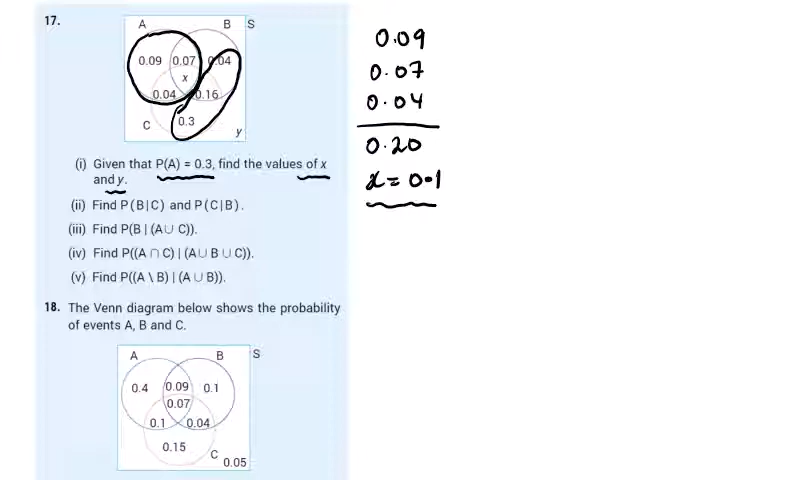 17.
A B S
0.09 0.07 0.04
x
0.04 0.16
0.3
C y
(i) Given that P(A) = 0.3, find the values of x
and y.
(ii) Find P(B|C) and P(C|B).
(iii) Find P(B | (A∪ C)).
(iv) Find P((A ∩ C) | (A∪ B ∪ C)).
(v) Find P((A \ B) | (A ∪ B)).
18. The Venn diagram below shows the probability
of events A, B and C.
A B S
0.4 0.09 0.1
0.07
0.1 0.04
0.15
C
0.05
0.09
0.07
0.04
0.20
x = 0.1